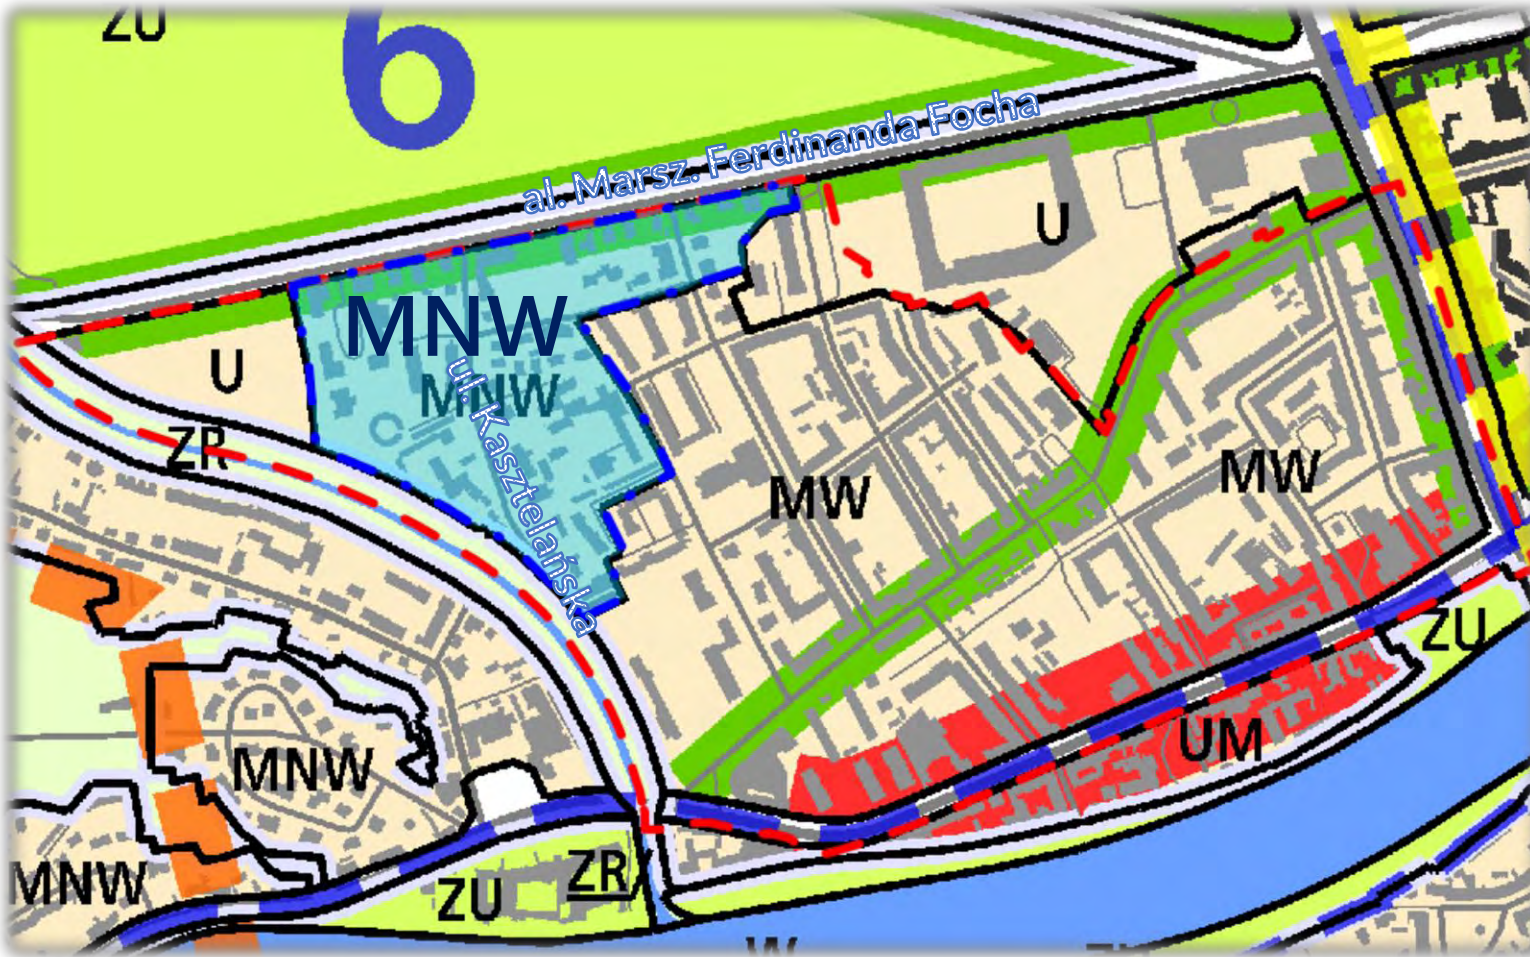 ZU
6
al. Marsz. Ferdinanda Focha
U
MNW
U
MNW
ul. Kasztelańska
ZR
MW
MW
ZU
UM
MNW
MNW
ZU
ZR
W